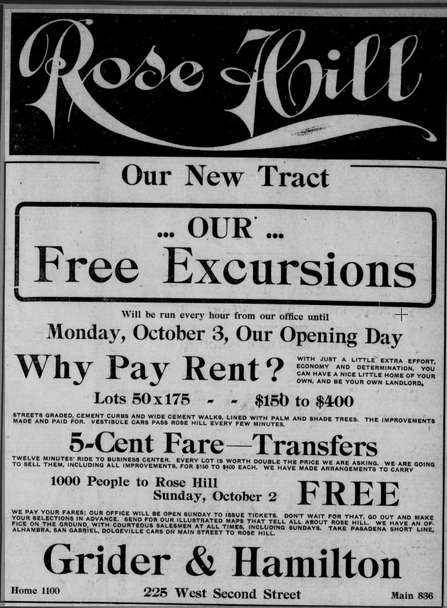 Rose Hill
Our New Tract
... OUR ...
Free Excursions
Will be run every hour from our office until
Monday, October 3, Our Opening Day
Why Pay Rent?
WITH JUST A LITTLE EXTRA EFFORT,
ECONOMY AND DETERMINATION, YOU
CAN HAVE A NICE LITTLE HOME OF YOUR
OWN, AND BE YOUR OWN LANDLORD.
Lots 50x175 - - $150 to $400
STREETS GRADED, CEMENT CURBS AND WIDE CEMENT WALKS, LINED WITH PALM AND SHADE TREES. THE IMPROVEMENTS
MADE AND PAID FOR. VESTIBULE CARS PASS ROSE HILL EVERY FEW MINUTES.
5-Cent Fare—Transfers
TWELVE MINUTES' RIDE TO BUSINESS CENTER. EVERY LOT IS WORTH DOUBLE THE PRICE WE ARE ASKING. WE ARE GOING
TO SELL THEM, INCLUDING ALL IMPROVEMENTS, FOR $150 TO $400 EACH. WE HAVE MADE ARRANGEMENTS TO CARRY
1000 People to Rose Hill
Sunday, October 2
FREE
WE PAY YOUR FARES; OUR OFFICE WILL BE OPEN SUNDAY TO ISSUE TICKETS. DON'T WAIT FOR THAT, GO OUT AND MAKE
YOUR SELECTIONS IN ADVANCE. SEND FOR OUR ILLUSTRATED MAPS THAT TELL ALL ABOUT ROSE HILL. WE HAVE AN OF-
FICE ON THE GROUND, WITH COURTEOUS SALESMEN AT ALL TIMES, INCLUDING SUNDAYS. TAKE PASADENA SHORT LINE,
ALHAMBRA, SAN GABRIEL, DOLGEVILLE CARS ON MAIN STREET TO ROSE HILL.
Grider & Hamilton
Home 1100
225 West Second Street
Main 836